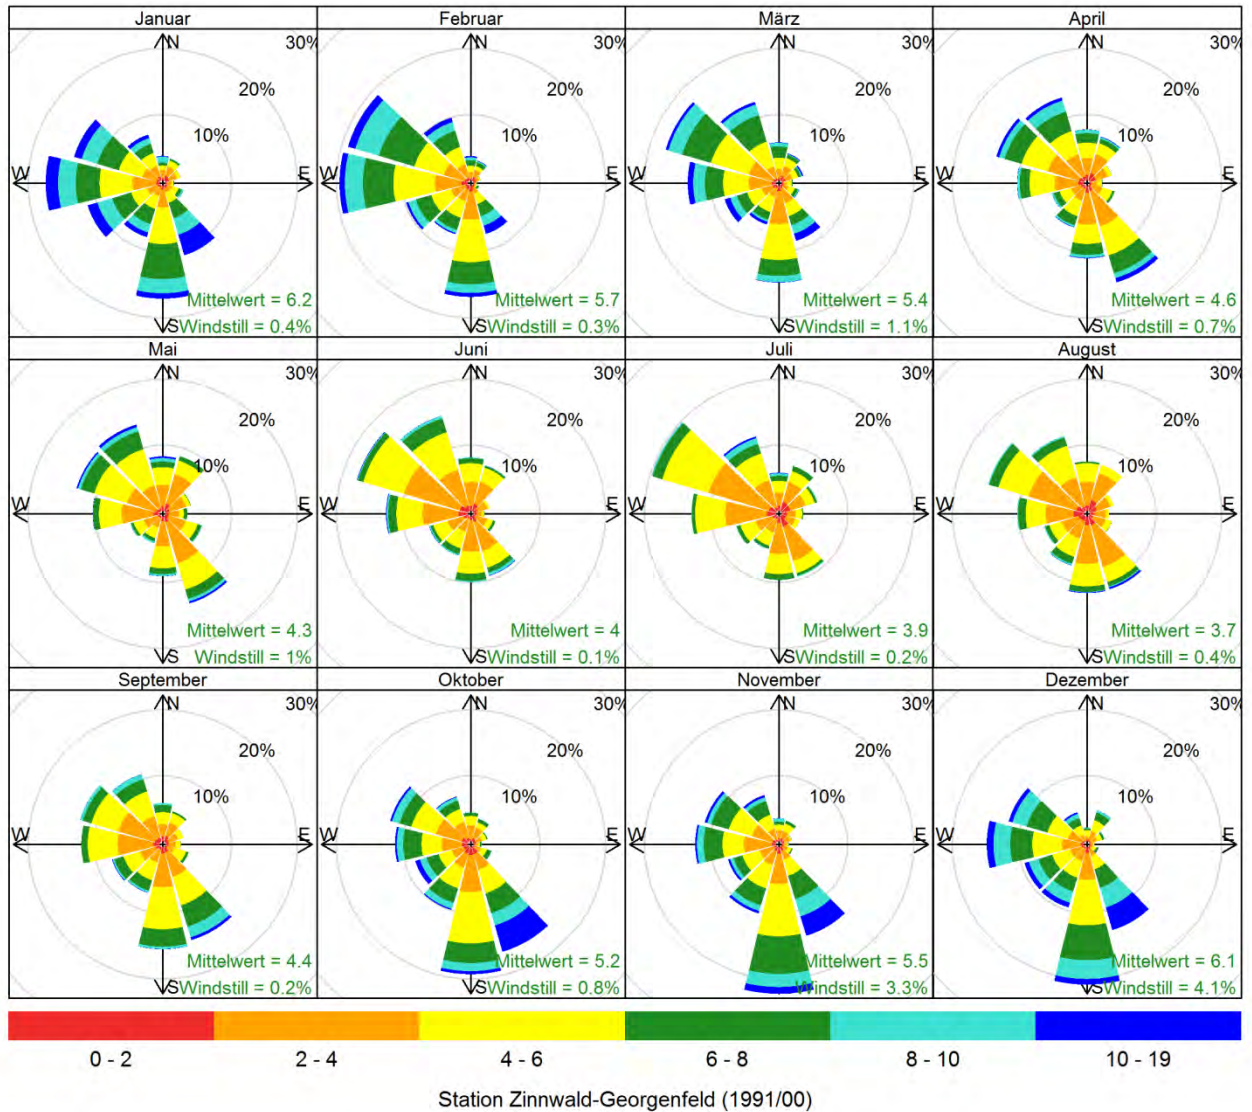 Januar
Februar
März
April
N
30%
20%
10%
W
E
Mittelwert = 6.2
S
Windstill = 0.4%
N
30%
20%
10%
W
E
Mittelwert = 5.7
S
Windstill = 0.3%
N
30%
20%
10%
W
E
Mittelwert = 5.4
S
Windstill = 1.1%
N
30%
20%
10%
W
E
Mittelwert = 4.6
S
Windstill = 0.7%
Mai
Juni
Juli
August
N
30%
20%
10%
W
E
Mittelwert = 4.3
S
Windstill = 1%
N
30%
20%
10%
W
E
Mittelwert = 4
S
Windstill = 0.1%
N
30%
20%
10%
W
E
Mittelwert = 3.9
S
Windstill = 0.2%
N
30%
20%
10%
W
E
Mittelwert = 3.7
S
Windstill = 0.4%
September
Oktober
November
Dezember
N
30%
20%
10%
W
E
Mittelwert = 4.4
S
Windstill = 0.2%
N
30%
20%
10%
W
E
Mittelwert = 5.2
S
Windstill = 0.8%
N
30%
20%
10%
W
E
Mittelwert = 5.5
Windstill = 3.3%
N
30%
20%
10%
W
E
Mittelwert = 6.1
S
Windstill = 4.1%
0 - 2
2 - 4
4 - 6
6 - 8
8 - 10
10 - 19
Station Zinnwald-Georgenfeld (1991/00)